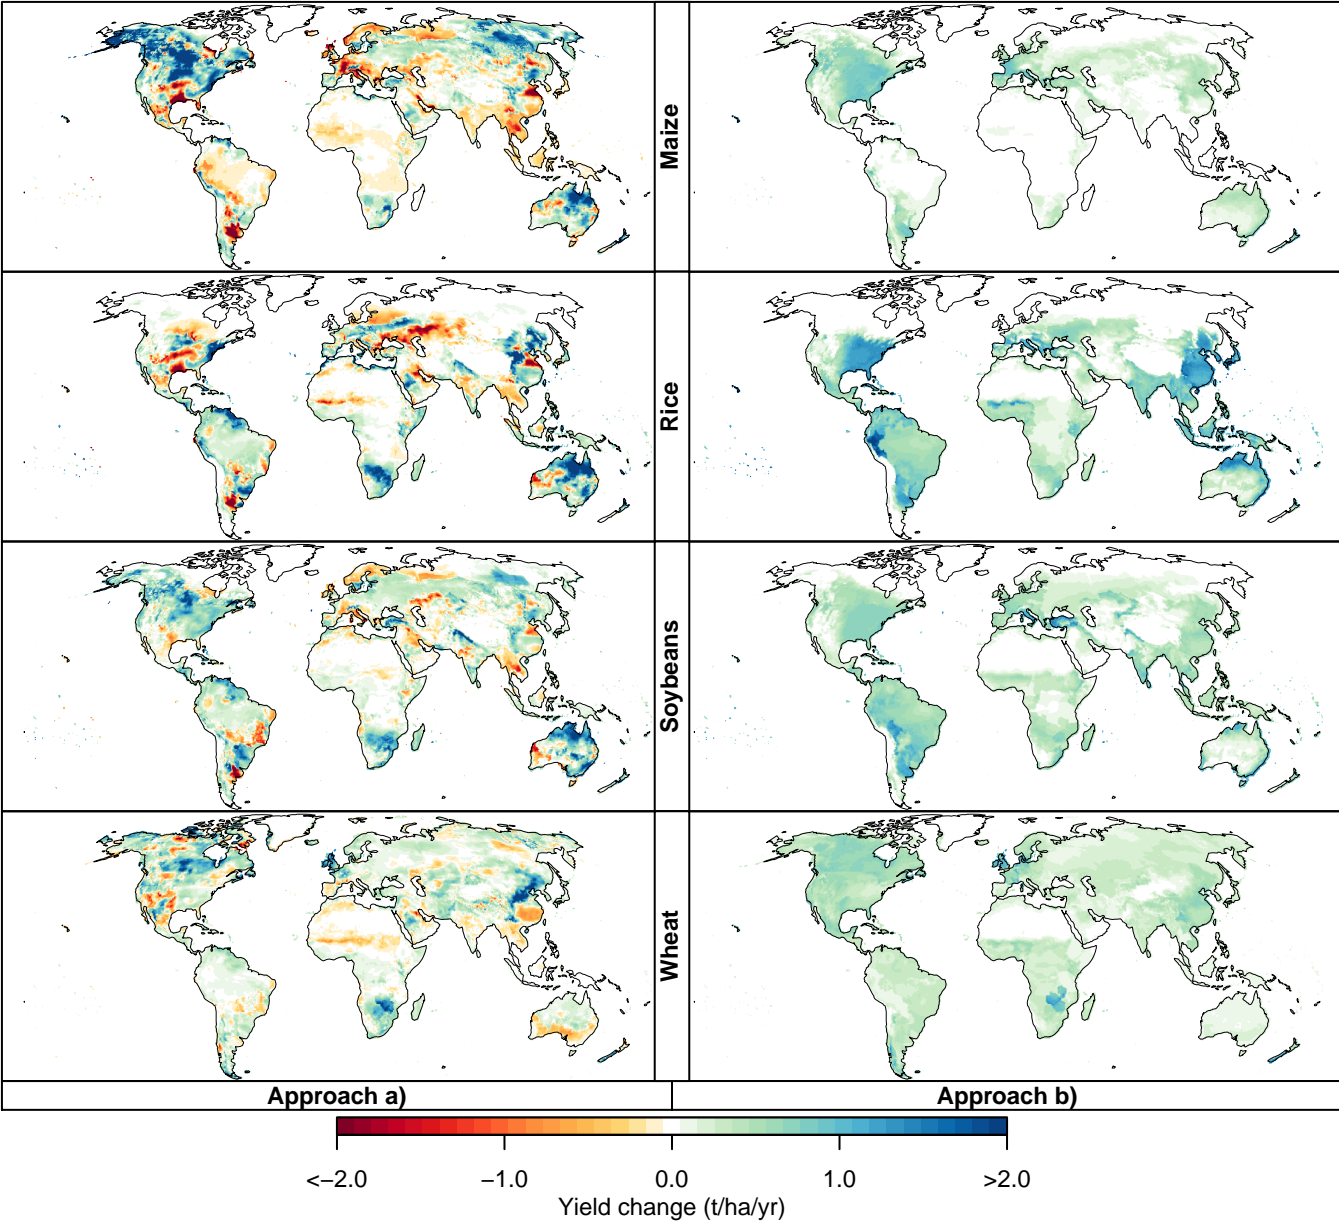 Maize
Rice
Soybeans
Wheat
Approach a)
Approach b)
<−2.0 −1.0 0.0 1.0 >2.0
Yield change (t/ha/yr)